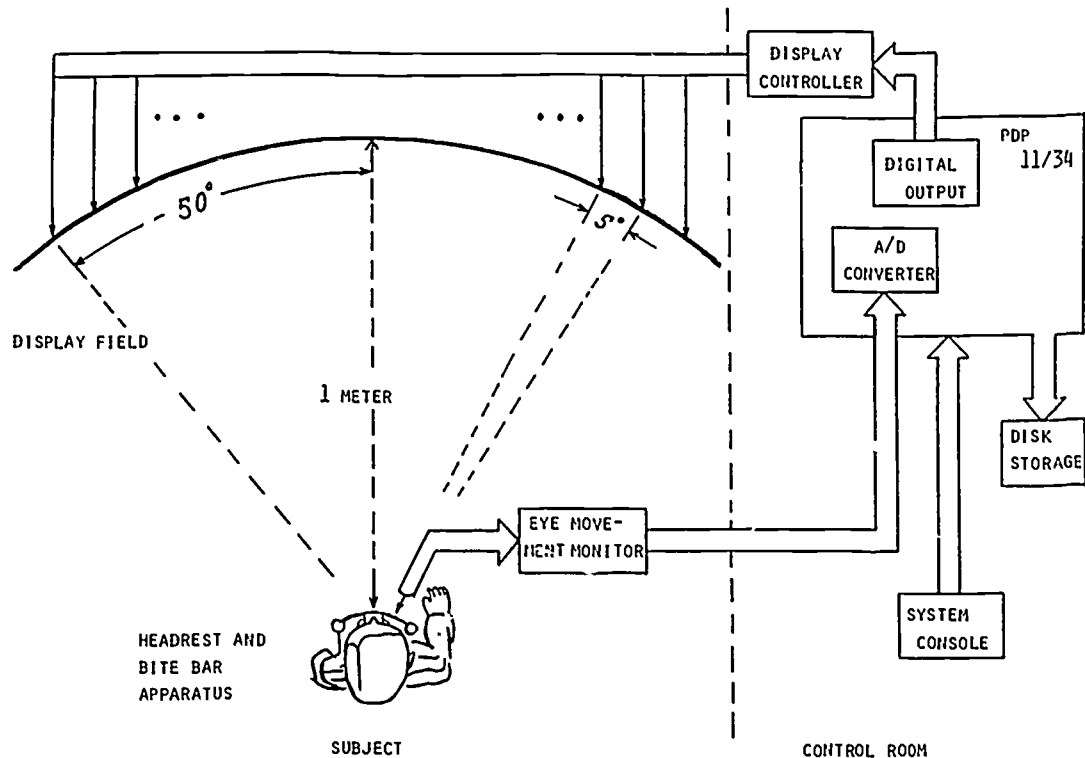 DISPLAY
CONTROLLER
PDP
11/34
DIGITAL
OUTPUT
50°
5°
A/D
CONVERTER
DISPLAY FIELD
1 METER
DISK
STORAGE
EYE MOVE-
MENT MONITOR
SYSTEM
CONSOLE
HEADREST AND
BITE BAR
APPARATUS
SUBJECT
CONTROL ROOM